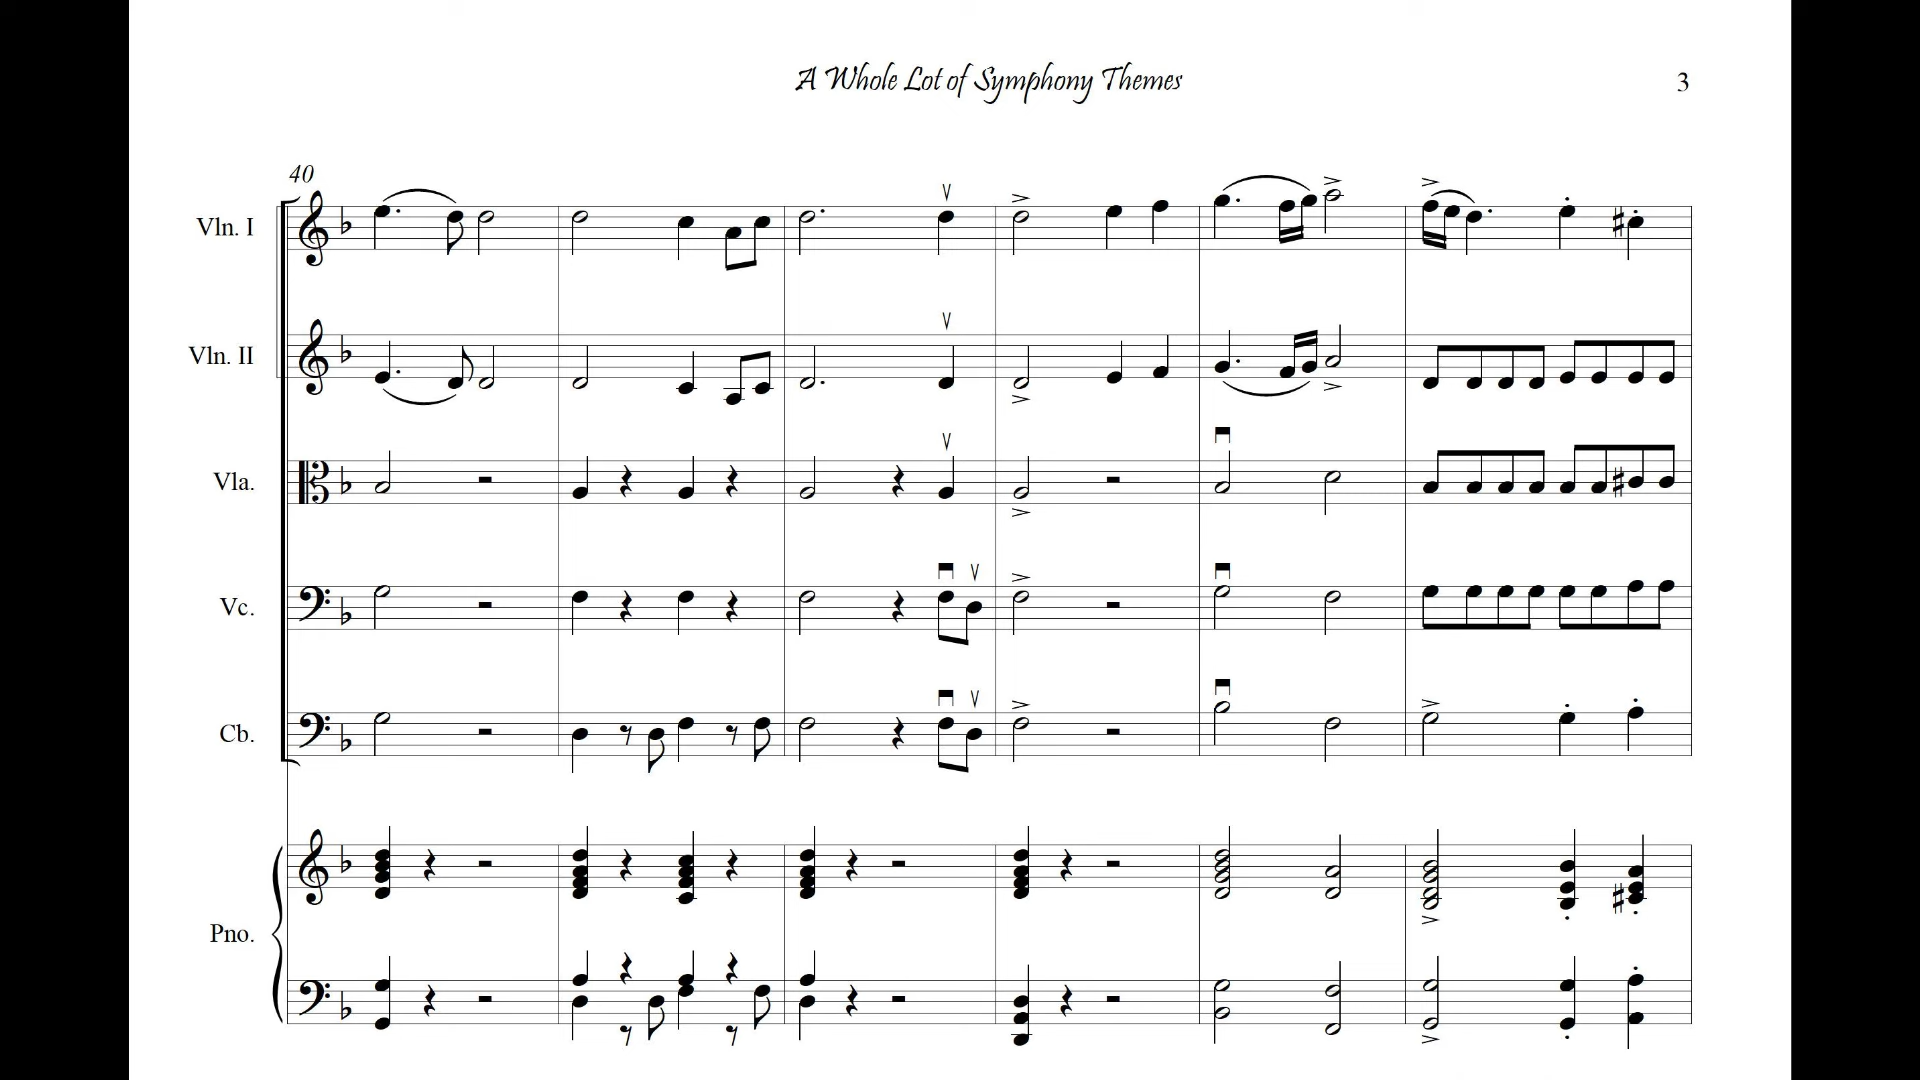 A Whole Lot of Symphony Themes
3
40
Vln. I
Vln. II
Vla.
Vc.
Cb.
Pno.